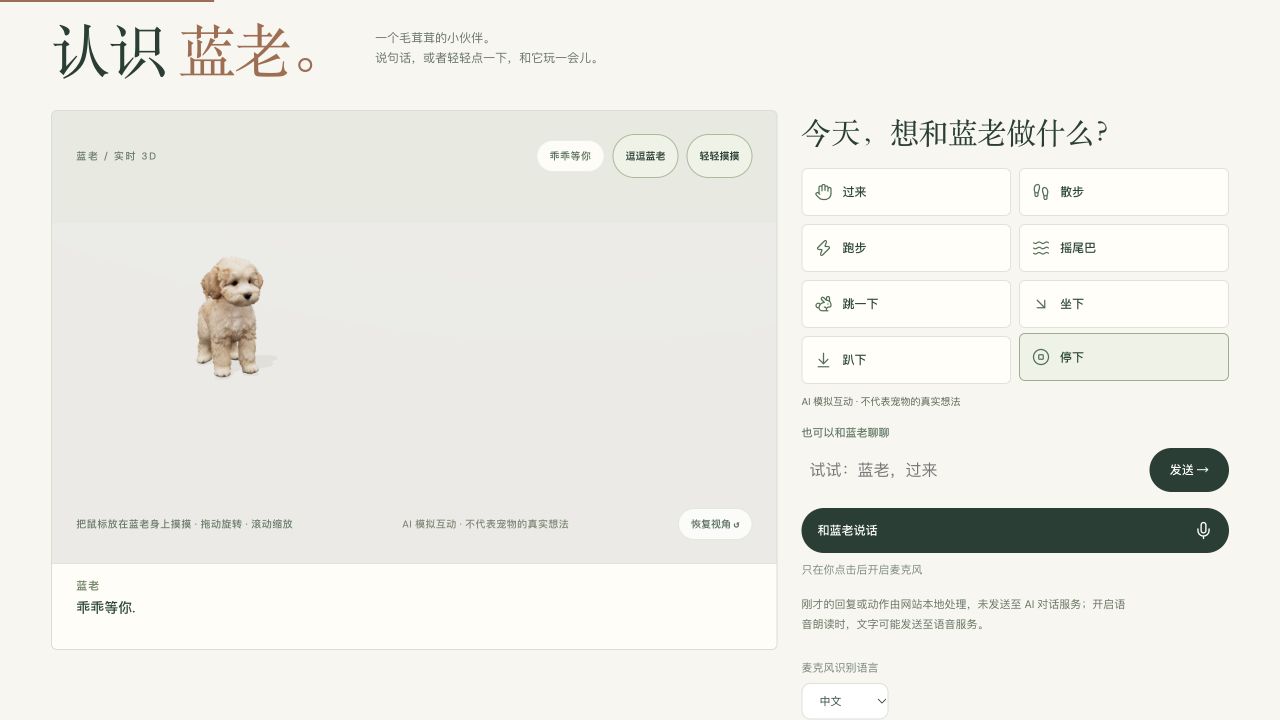 认识 蓝老。
一个毛茸茸的小伙伴。
说句话，或者轻轻点一下，和它玩一会儿。
蓝老 / 实时 3D
乖乖等你
逗逗蓝老
轻轻摸摸
把鼠标放在蓝老身上摸摸 · 拖动旋转 · 滚动缩放
AI 模拟互动 · 不代表宠物的真实想法
恢复视角 ↺
蓝老
乖乖等你.
今天，想和蓝老做什么?
过来
散步
跑步
摇尾巴
跳一下
坐下
趴下
停下
AI 模拟互动 · 不代表宠物的真实想法
也可以和蓝老聊聊
试试：蓝老，过来
发送 →
和蓝老说话
只在你点击后开启麦克风
刚才的回复或动作由网站本地处理，未发送至 AI 对话服务；开启语
音朗读时，文字可能发送至语音服务。
麦克风识别语言
中文